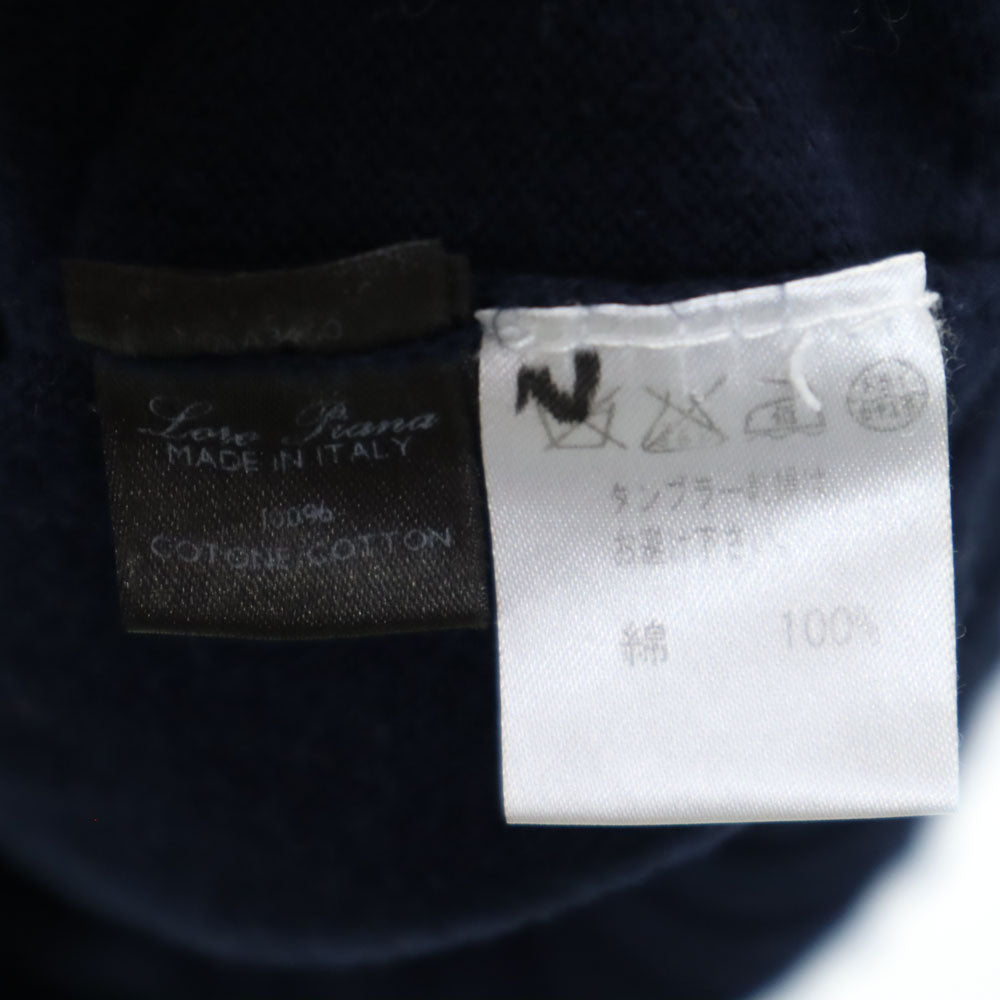 Loro Piana
MADE IN ITALY
100%
COTONE-COTTON
N
タンブラー乾燥は
お避け下さい
綿 100%